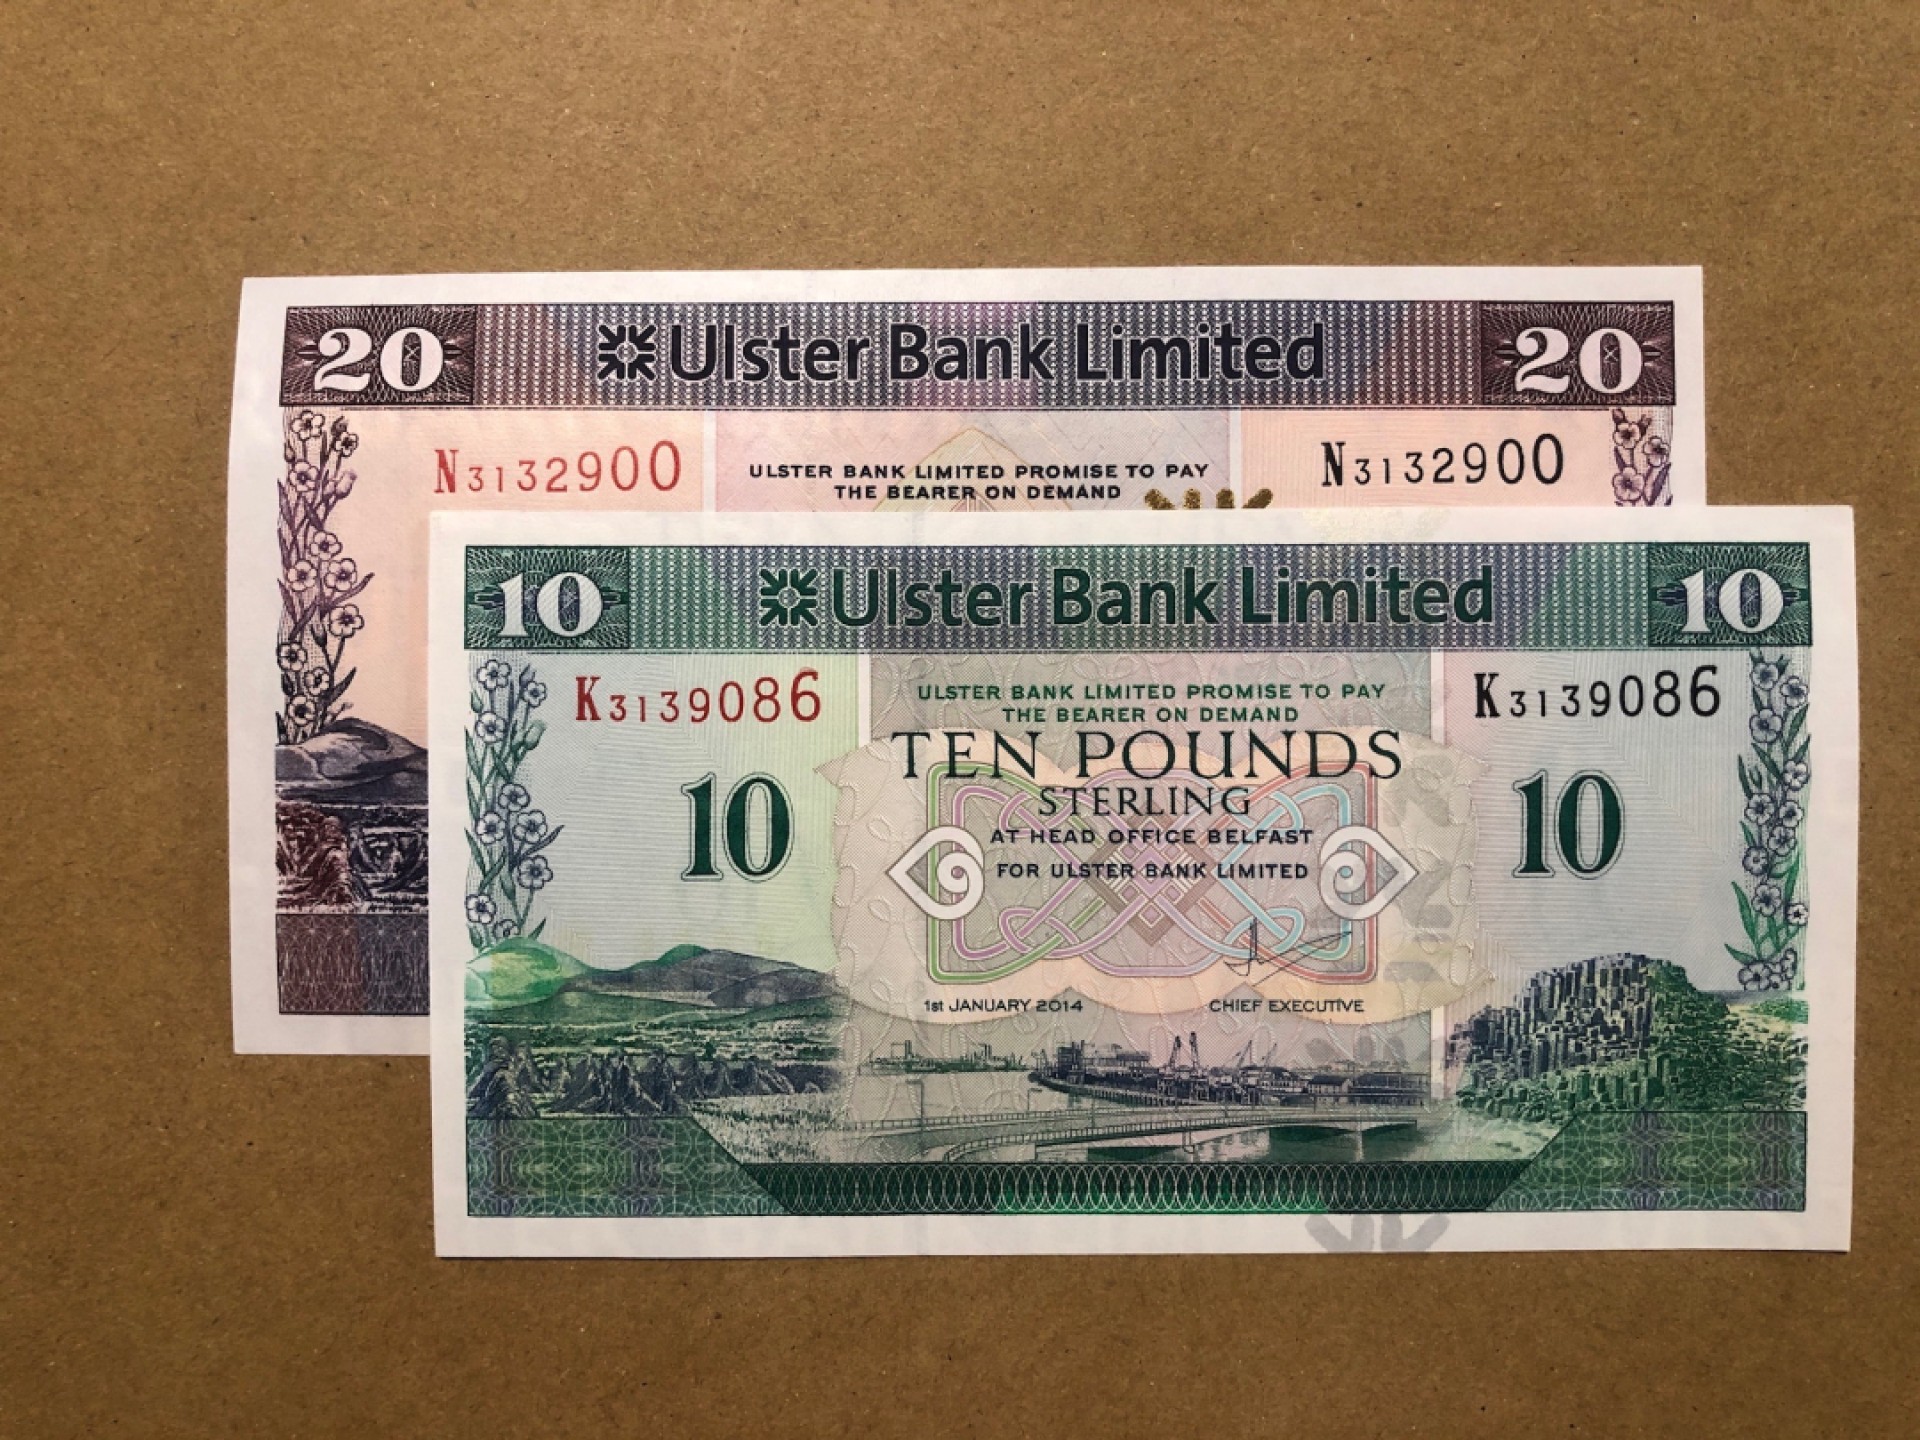 20 Ulster Bank Limited 20
N3132900 N3132900
ULSTER BANK LIMITED PROMISE TO PAY
THE BEARER ON DEMAND
10 Ulster Bank Limited 10
K3139086 K3139086
ULSTER BANK LIMITED PROMISE TO PAY
THE BEARER ON DEMAND
TEN POUNDS
STERLING
10 10
AT HEAD OFFICE BELFAST
FOR ULSTER BANK LIMITED
1st JANUARY 2014 CHIEF EXECUTIVE